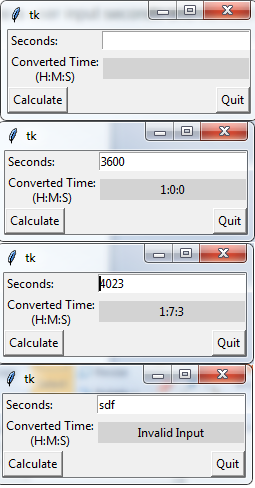 tk
Seconds:
Converted Time:
(H:M:S)
Calculate Quit
tk
Seconds: 3600
Converted Time: 1:0:0
(H:M:S)
Calculate Quit
tk
Seconds: 4023
Converted Time: 1:7:3
(H:M:S)
Calculate Quit
tk
Seconds: sdf
Converted Time: Invalid Input
(H:M:S)
Calculate Quit